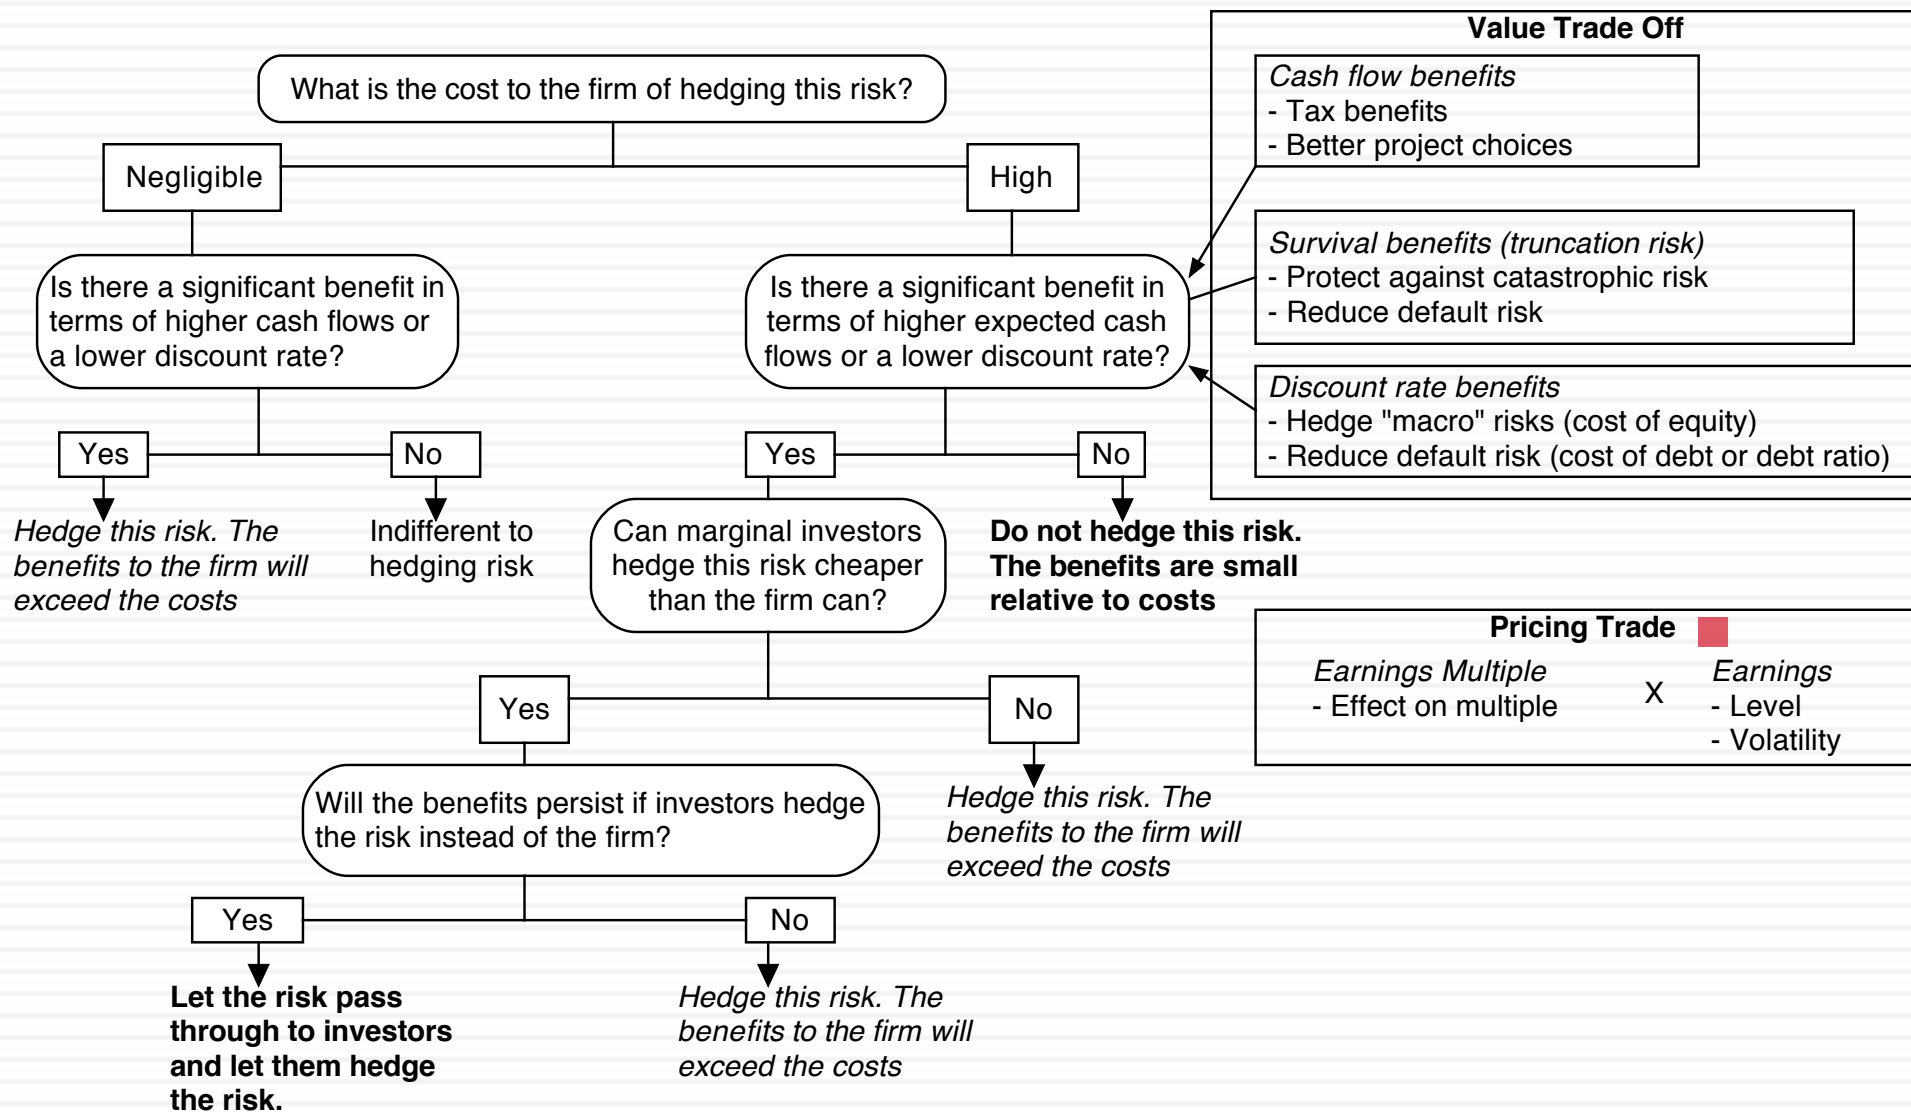 Value Trade Off
What is the cost to the firm of hedging this risk?
Cash flow benefits
- Tax benefits
- Better project choices
Negligible
High
Survival benefits (truncation risk)
- Protect against catastrophic risk
- Reduce default risk
Is there a significant benefit in
terms of higher cash flows or
a lower discount rate?
Is there a significant benefit in
terms of higher expected cash
flows or a lower discount rate?
Discount rate benefits
- Hedge "macro" risks (cost of equity)
- Reduce default risk (cost of debt or debt ratio)
Yes
No
Yes
No
Hedge this risk. The
benefits to the firm will
exceed the costs
Indifferent to
hedging risk
Can marginal investors
hedge this risk cheaper
than the firm can?
Do not hedge this risk.
The benefits are small
relative to costs
Pricing Trade
Earnings Multiple
- Effect on multiple
X
Earnings
- Level
- Volatility
Yes
No
Will the benefits persist if investors hedge
the risk instead of the firm?
Hedge this risk. The
benefits to the firm will
exceed the costs
Yes
No
Let the risk pass
through to investors
and let them hedge
the risk.
Hedge this risk. The
benefits to the firm will
exceed the costs